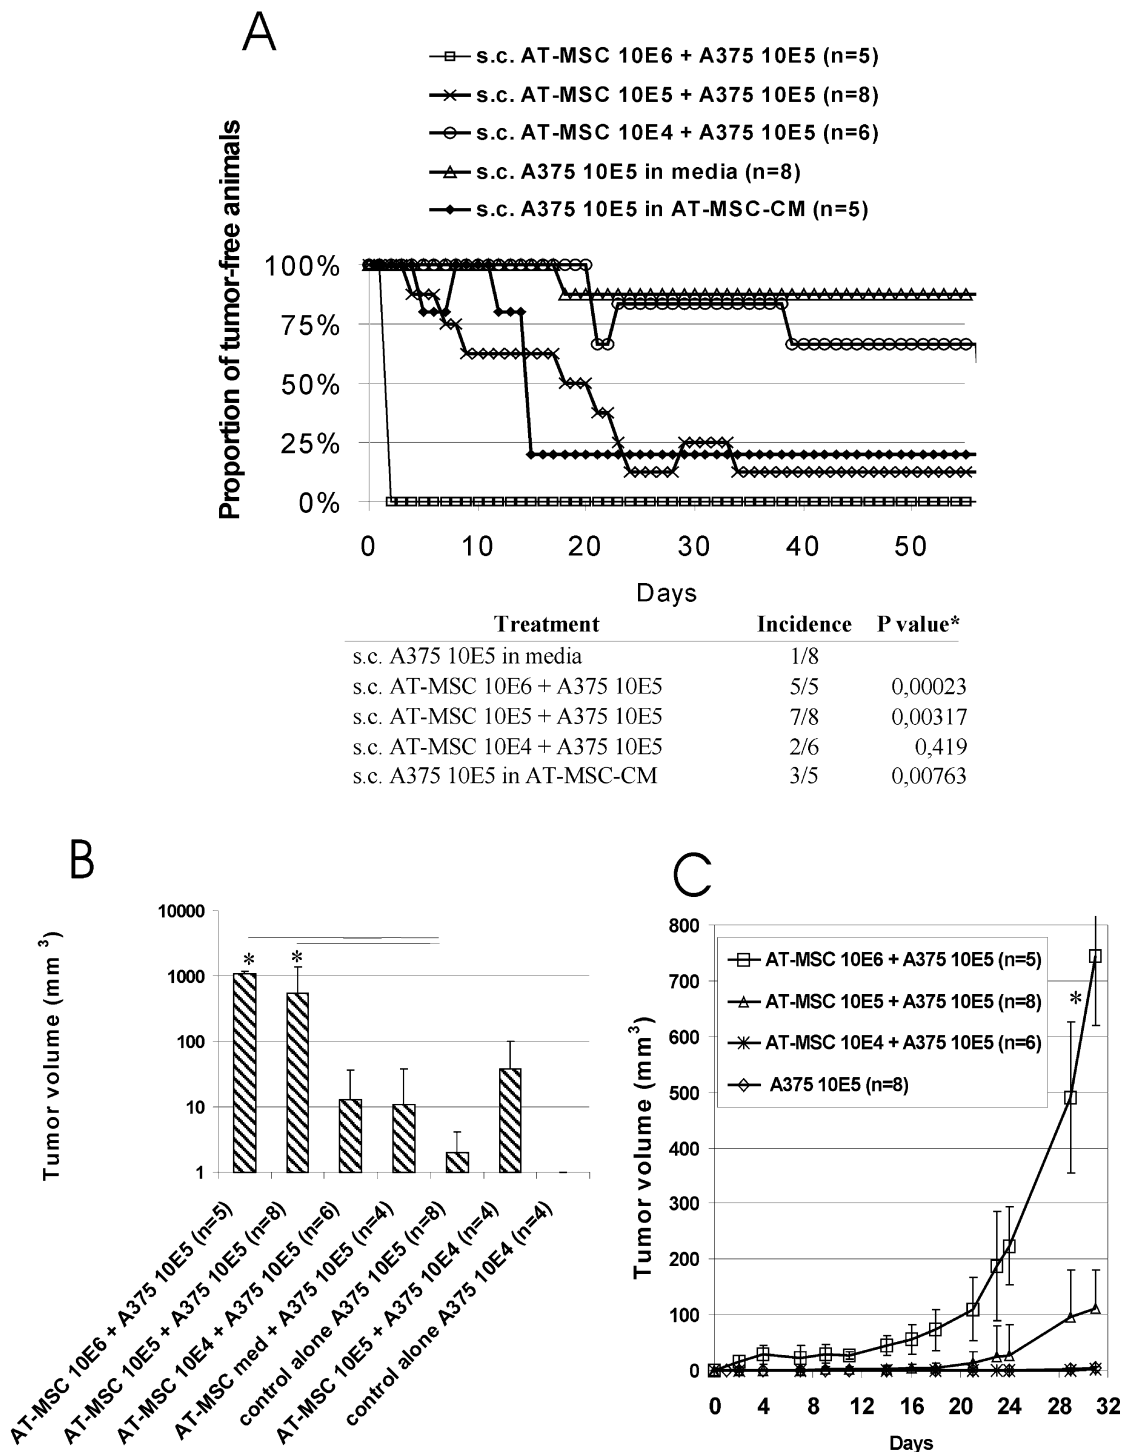 A
s.c. AT-MSC 10E6 + A375 10E5 (n=5)
s.c. AT-MSC 10E5 + A375 10E5 (n=8)
s.c. AT-MSC 10E4 + A375 10E5 (n=6)
s.c. A375 10E5 in media (n=8)
s.c. A375 10E5 in AT-MSC-CM (n=5)
Proportion of tumor-free animals
100%
75%
50%
25%
0%
0 10 20 30 40 50
Days
Treatment Incidence P value*
s.c. A375 10E5 in media 1/8
s.c. AT-MSC 10E6 + A375 10E5 5/5 0,00023
s.c. AT-MSC 10E5 + A375 10E5 7/8 0,00317
s.c. AT-MSC 10E4 + A375 10E5 2/6 0,419
s.c. A375 10E5 in AT-MSC-CM 3/5 0,00763
B
Tumor volume (mm³)
10000
1000
100
10
1
* *
AT-MSC 10E6 + A375 10E5 (n=5)
AT-MSC 10E5 + A375 10E5 (n=8)
AT-MSC 10E4 + A375 10E5 (n=6)
AT-MSC med + A375 10E5 (n=4)
control alone A375 10E5 (n=8)
AT-MSC 10E5 + A375 10E4 (n=4)
control alone A375 10E4 (n=4)
C
Tumor volume (mm³)
800
700
600
500
400
300
200
100
0
AT-MSC 10E6 + A375 10E5 (n=5)
AT-MSC 10E5 + A375 10E5 (n=8)
AT-MSC 10E4 + A375 10E5 (n=6)
A375 10E5 (n=8)
*
0 4 8 12 16 20 24 28 32
Days